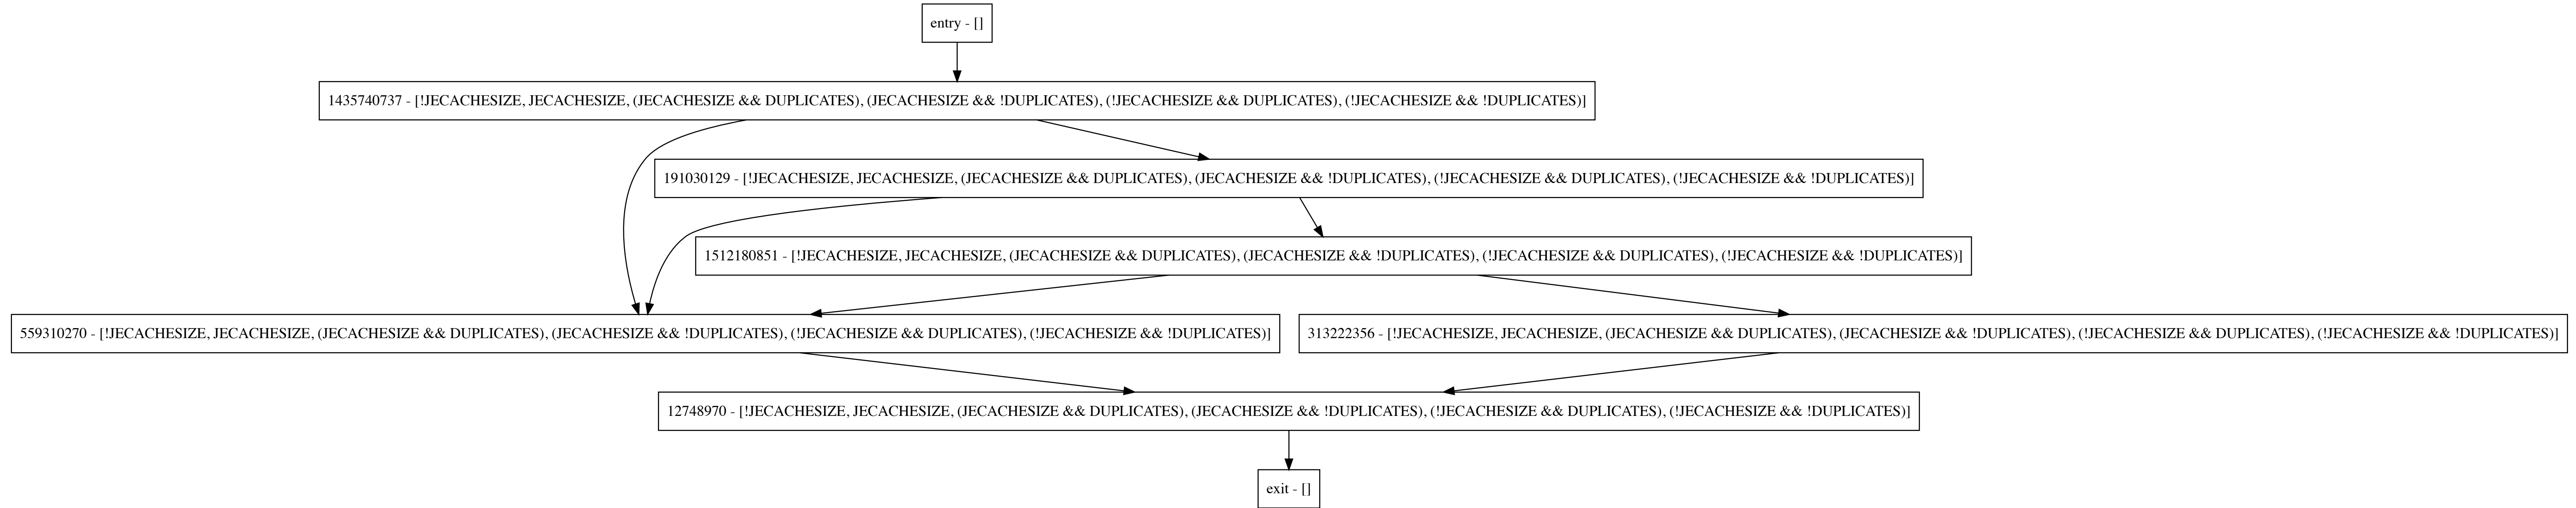 entry - []
1435740737 - [!JECACHESIZE, JECACHESIZE, (JECACHESIZE && DUPLICATES), (JECACHESIZE && !DUPLICATES), (!JECACHESIZE && DUPLICATES), (!JECACHESIZE && !DUPLICATES)]
191030129 - [!JECACHESIZE, JECACHESIZE, (JECACHESIZE && DUPLICATES), (JECACHESIZE && !DUPLICATES), (!JECACHESIZE && DUPLICATES), (!JECACHESIZE && !DUPLICATES)]
1512180851 - [!JECACHESIZE, JECACHESIZE, (JECACHESIZE && DUPLICATES), (JECACHESIZE && !DUPLICATES), (!JECACHESIZE && DUPLICATES), (!JECACHESIZE && !DUPLICATES)]
559310270 - [!JECACHESIZE, JECACHESIZE, (JECACHESIZE && DUPLICATES), (JECACHESIZE && !DUPLICATES), (!JECACHESIZE && DUPLICATES), (!JECACHESIZE && !DUPLICATES)]
313222356 - [!JECACHESIZE, JECACHESIZE, (JECACHESIZE && DUPLICATES), (JECACHESIZE && !DUPLICATES), (!JECACHESIZE && DUPLICATES), (!JECACHESIZE && !DUPLICATES)]
12748970 - [!JECACHESIZE, JECACHESIZE, (JECACHESIZE && DUPLICATES), (JECACHESIZE && !DUPLICATES), (!JECACHESIZE && DUPLICATES), (!JECACHESIZE && !DUPLICATES)]
exit - []